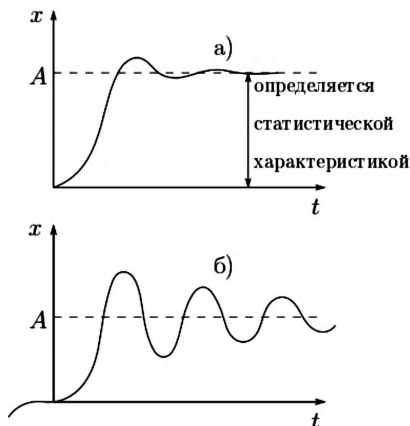 x
а)
A
определяется
статистической
характеристикой
t
x
б)
A
t